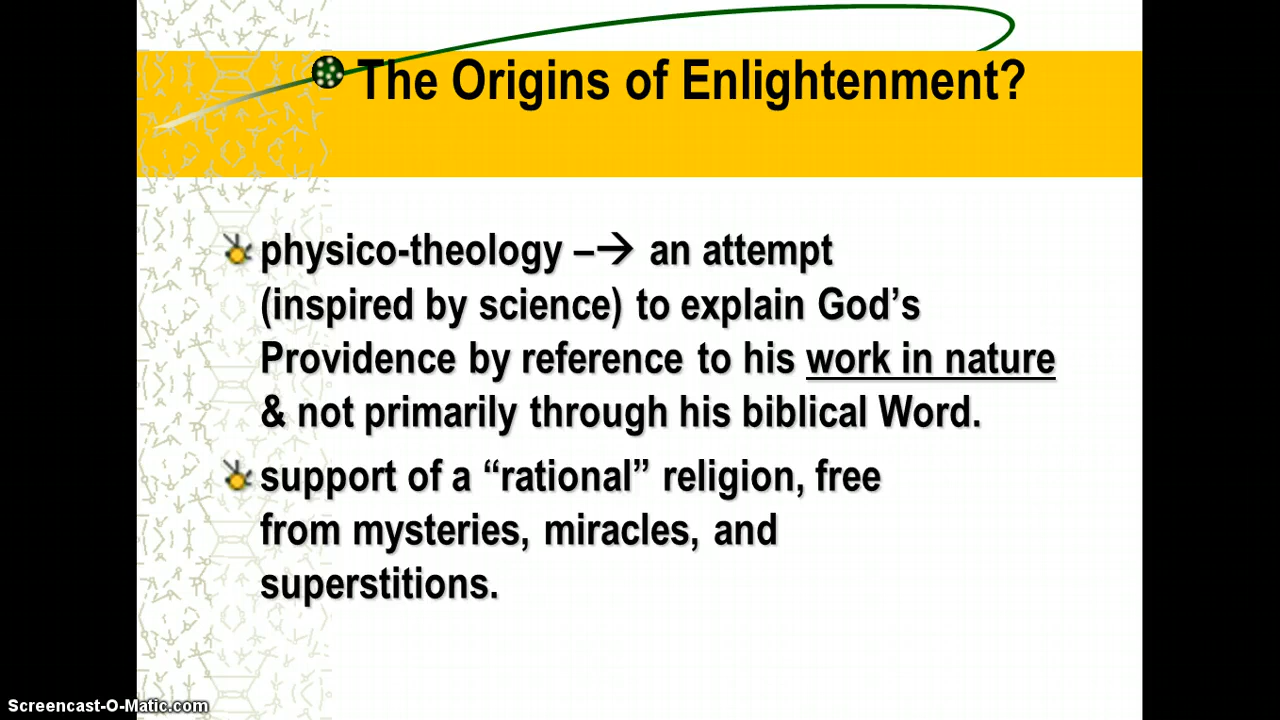 The Origins of Enlightenment?
physico-theology –→ an attempt
(inspired by science) to explain God’s
Providence by reference to his work in nature
& not primarily through his biblical Word.
support of a “rational” religion, free
from mysteries, miracles, and
superstitions.
Screencast-O-Matic.com